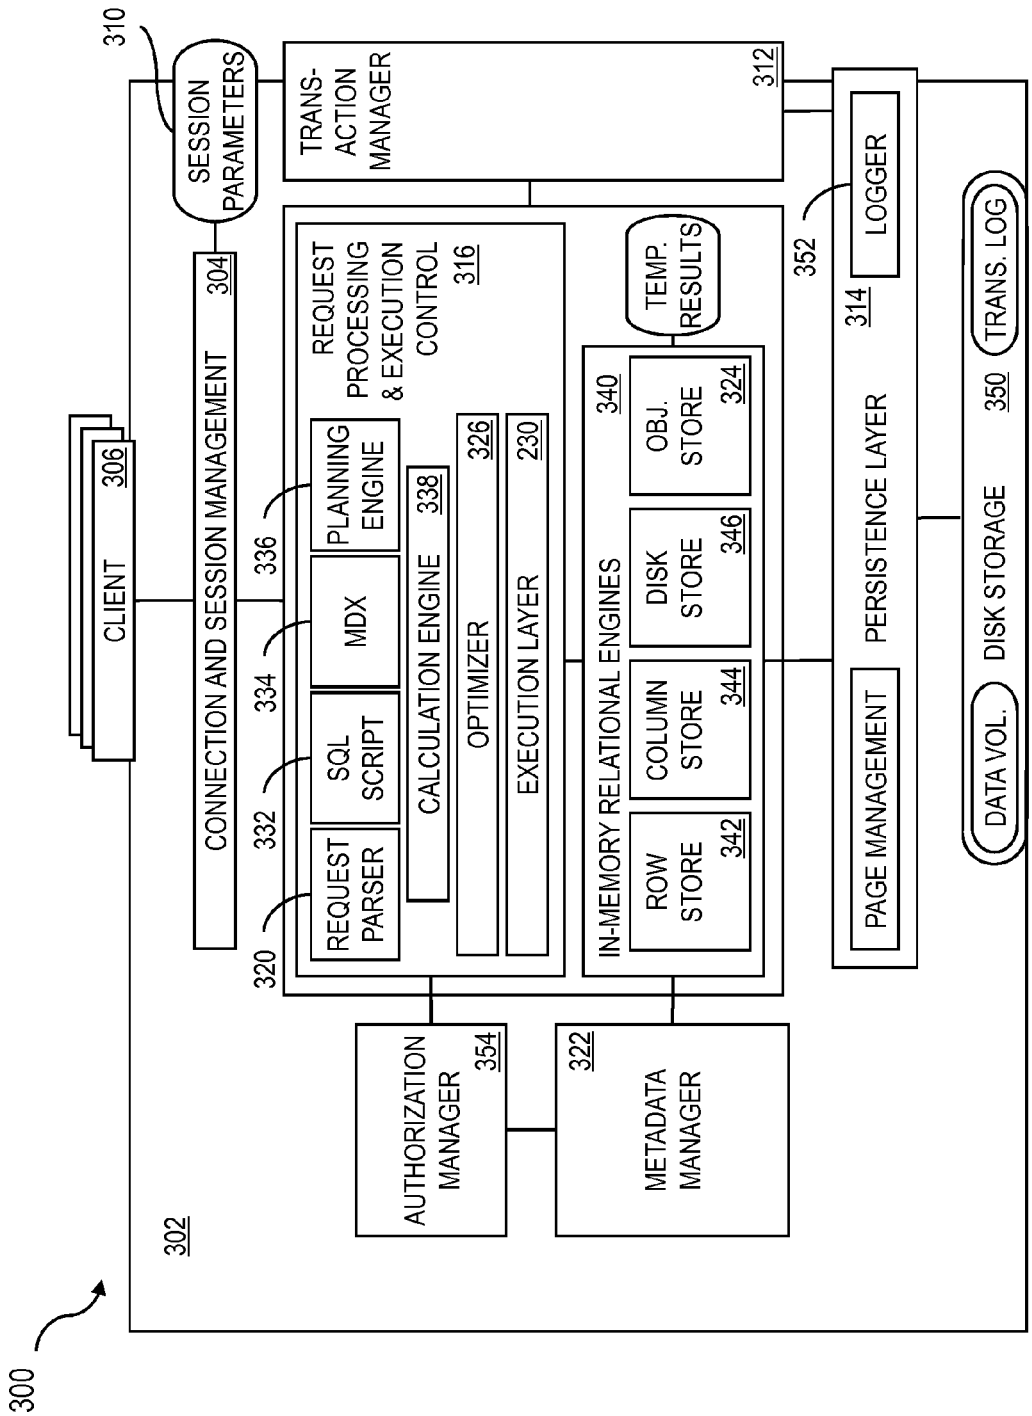 300
302
CLIENT
306
CONNECTION AND SESSION MANAGEMENT
304
SESSION
PARAMETERS
310
AUTHORIZATION
MANAGER
354
METADATA
MANAGER
322
REQUEST
PROCESSING
& EXECUTION
CONTROL
316
REQUEST
PARSER
320
SQL
SCRIPT
332
MDX
334
PLANNING
ENGINE
336
CALCULATION ENGINE
338
OPTIMIZER
326
EXECUTION LAYER
230
IN-MEMORY RELATIONAL ENGINES
340
ROW
STORE
342
COLUMN
STORE
344
DISK
STORE
346
OBJ.
STORE
324
TEMP.
RESULTS
TRANS-
ACTION
MANAGER
312
PAGE MANAGEMENT
PERSISTENCE LAYER
314
LOGGER
352
DATA VOL.
DISK STORAGE
350
TRANS. LOG